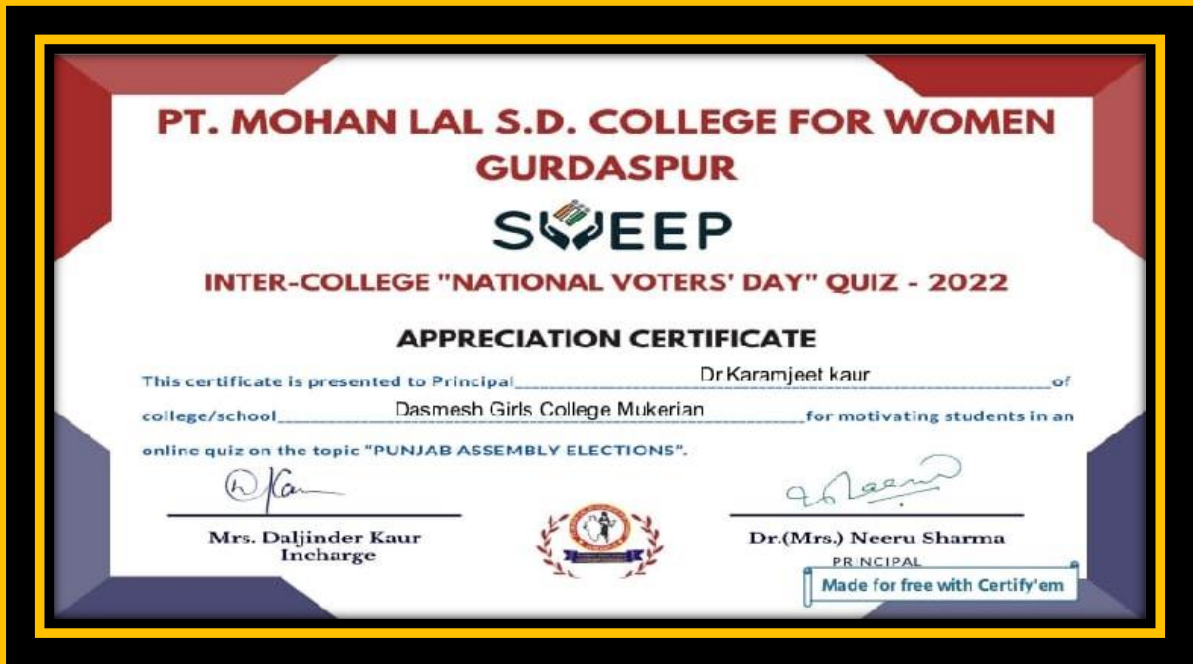 PT. MOHAN LAL S.D. COLLEGE FOR WOMEN
GURDASPUR
SWEEP
INTER-COLLEGE "NATIONAL VOTERS' DAY" QUIZ - 2022
APPRECIATION CERTIFICATE
This certificate is presented to Principal Dr Karamjeet kaur of
college/school Dasmesh Girls College Mukerian for motivating students in an
online quiz on the topic "PUNJAB ASSEMBLY ELECTIONS".
Mrs. Daljinder Kaur
Incharge
Dr.(Mrs.) Neeru Sharma
PRINCIPAL
Made for free with Certify'em